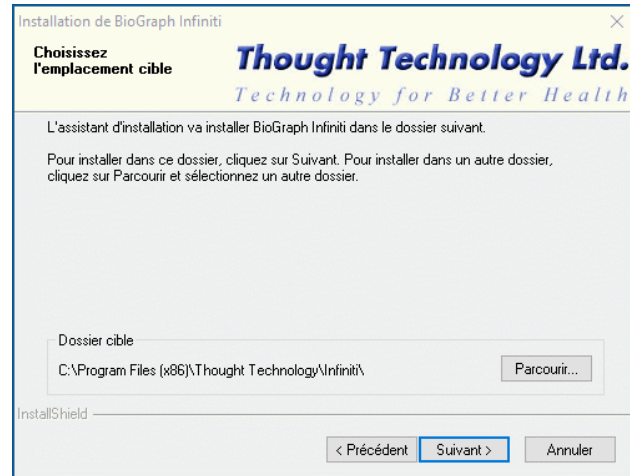 Installation de BioGraph Infiniti
Choisissez
l'emplacement cible
Thought Technology Ltd.
Technology for Better Health
L'assistant d'installation va installer BioGraph Infiniti dans le dossier suivant.
Pour installer dans ce dossier, cliquez sur Suivant. Pour installer dans un autre dossier,
cliquez sur Parcourir et sélectionnez un autre dossier.
Dossier cible
C:\Program Files (x86)\Thought Technology\Infiniti\
Parcourir...
InstallShield
< Précédent
Suivant >
Annuler